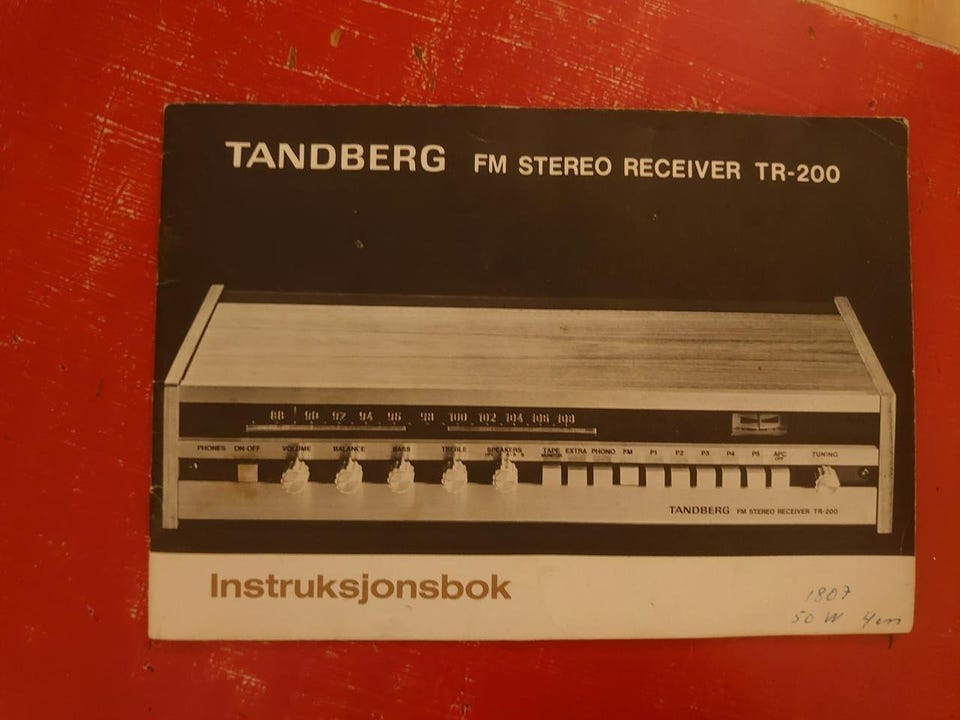 TANDBERG FM STEREO RECEIVER TR-200
88 90 92 94 96 98 100 102 104 106 108
PHONES ON-OFF VOLUME BALANCE BASS TREBLE SPEAKERS TAPE MONITOR EXTRA PHONO FM P1 P2 P3 P4 P5 AFC OFF TUNING
TANDBERG FM STEREO RECEIVER TR-200
Instruksjonsbok
1807
50 W